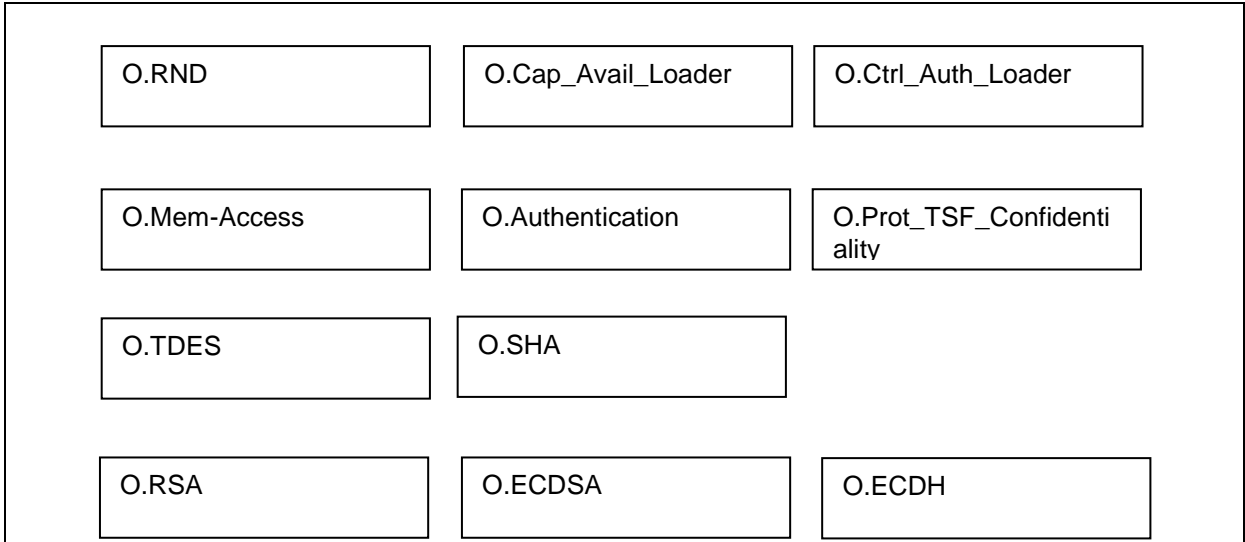 O.RND
O.Cap_Avail_Loader
O.Ctrl_Auth_Loader
O.Mem-Access
O.Authentication
O.Prot_TSF_Confidenti
ality
O.TDES
O.SHA
O.RSA
O.ECDSA
O.ECDH